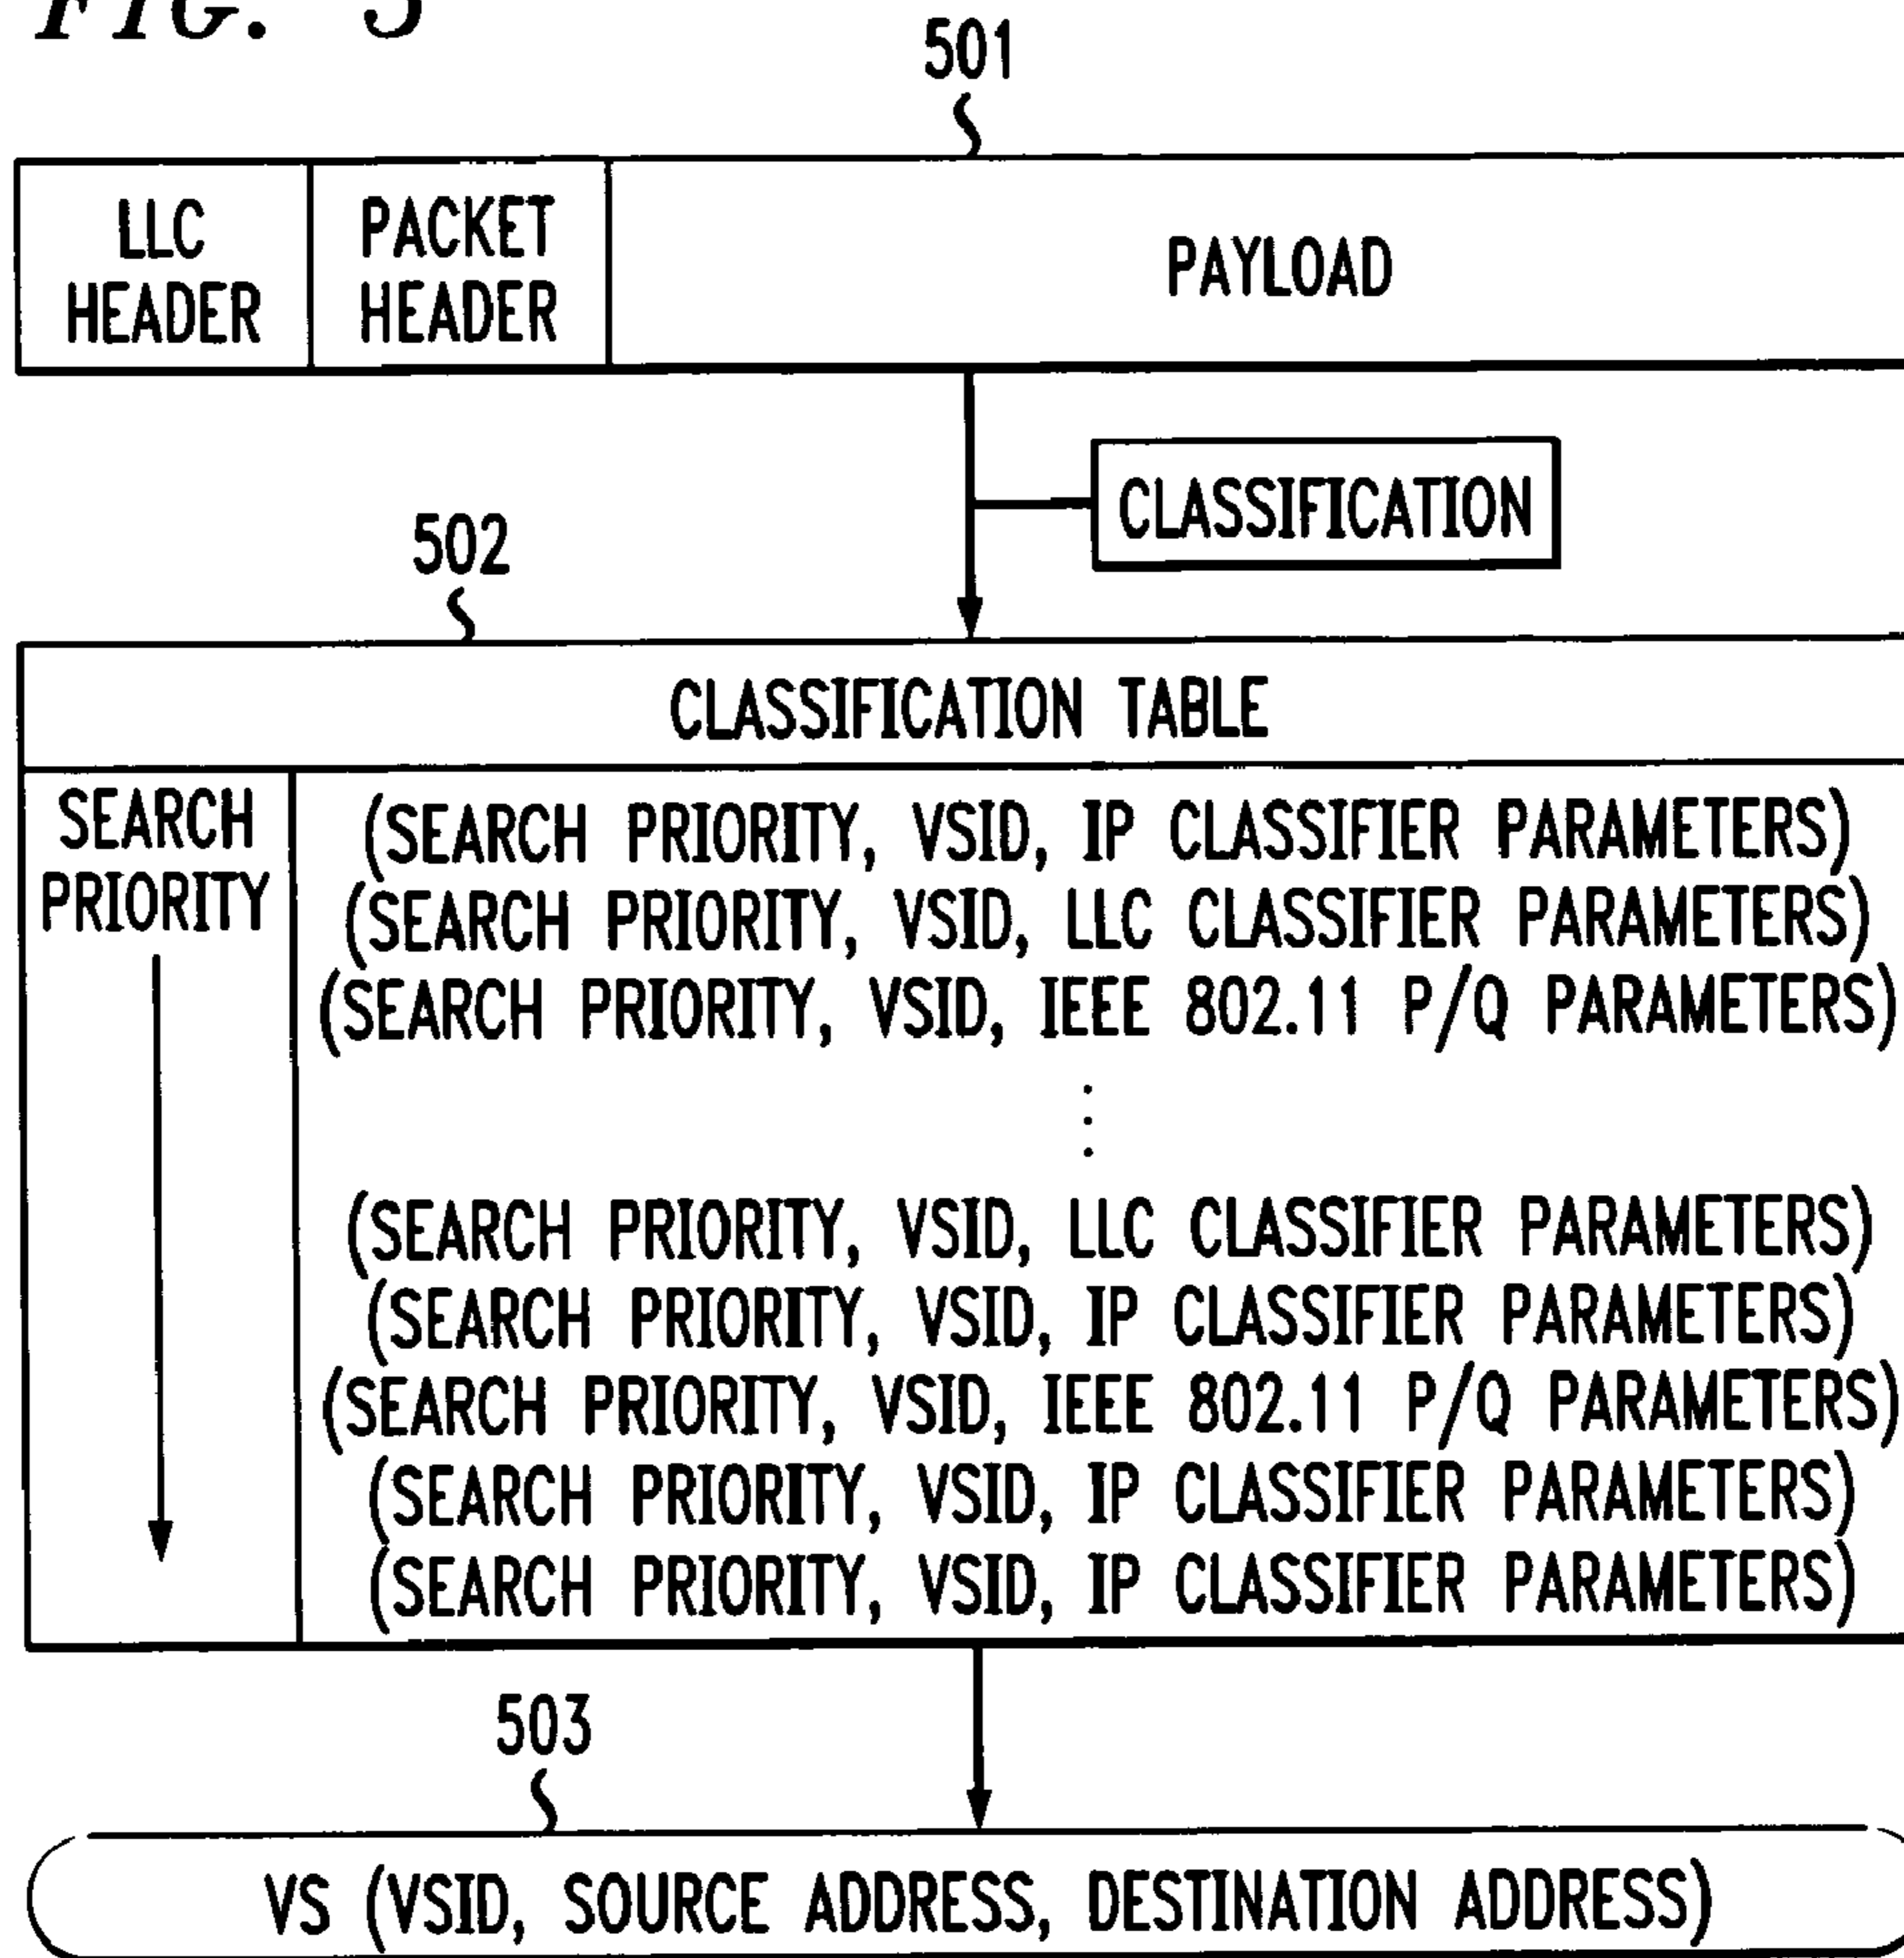 FIG. 5
501
LLC
HEADER
PACKET
HEADER
PAYLOAD
CLASSIFICATION
502
CLASSIFICATION TABLE
SEARCH
PRIORITY
(SEARCH PRIORITY, VSID, IP CLASSIFIER PARAMETERS)
(SEARCH PRIORITY, VSID, LLC CLASSIFIER PARAMETERS)
(SEARCH PRIORITY, VSID, IEEE 802.11 P/Q PARAMETERS)
(SEARCH PRIORITY, VSID, LLC CLASSIFIER PARAMETERS)
(SEARCH PRIORITY, VSID, IP CLASSIFIER PARAMETERS)
(SEARCH PRIORITY, VSID, IEEE 802.11 P/Q PARAMETERS)
(SEARCH PRIORITY, VSID, IP CLASSIFIER PARAMETERS)
(SEARCH PRIORITY, VSID, IP CLASSIFIER PARAMETERS)
503
VS (VSID, SOURCE ADDRESS, DESTINATION ADDRESS)